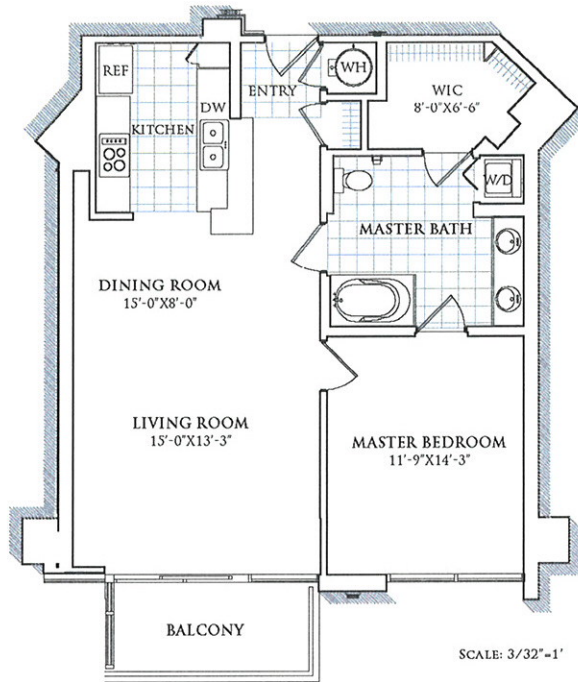 REF
WH
WIC
8'-0"X6'-6"
DW
ENTRY
KITCHEN
W/D
MASTER BATH
DINING ROOM
15'-0"X8'-0"
LIVING ROOM
15'-0"X13'-3"
MASTER BEDROOM
11'-9"X14'-3"
BALCONY
SCALE: 3/32"=1'